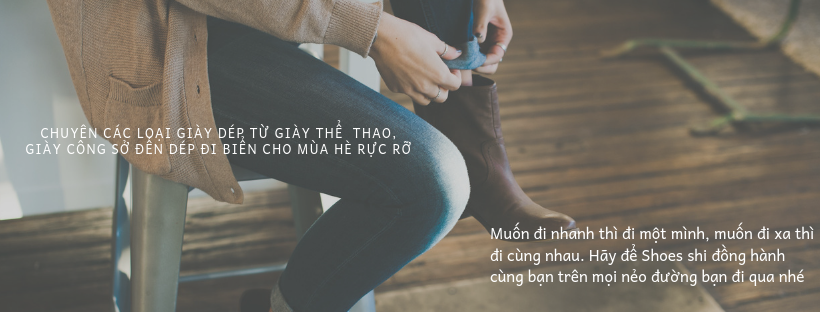 CHUYÊN CÁC LOẠI GIÀY DÉP TỪ GIÀY THỂ THAO,
GIÀY CÔNG SỞ ĐẾN DÉP ĐI BIỂN CHO MÙA HÈ RỰC RỠ
Muốn đi nhanh thì đi một mình, muốn đi xa thì
đi cùng nhau. Hãy để Shoes shi đồng hành
cùng bạn trên mọi nẻo đường bạn đi qua nhé